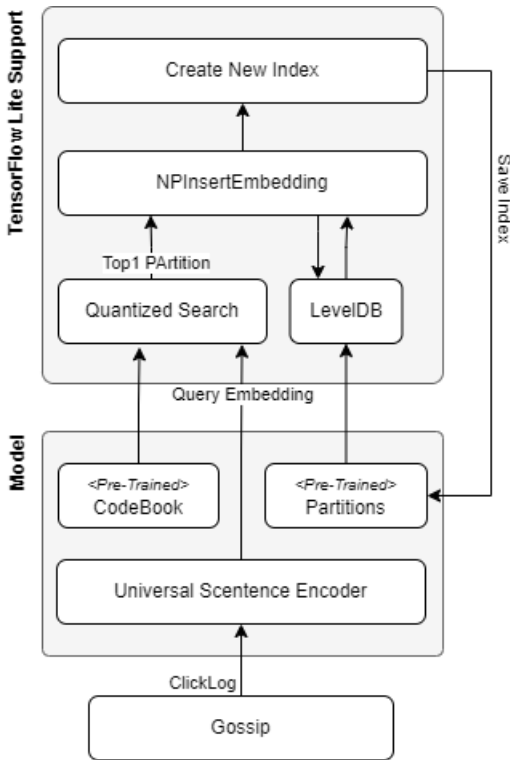 TensorFlow Lite Support
Create New Index
NPInsertEmbedding
Save Index
Top1 PArtition
Quantized Search
LevelDB
Query Embedding
Model
<Pre-Trained>
CodeBook
<Pre-Trained>
Partitions
Universal Scentence Encoder
ClickLog
Gossip